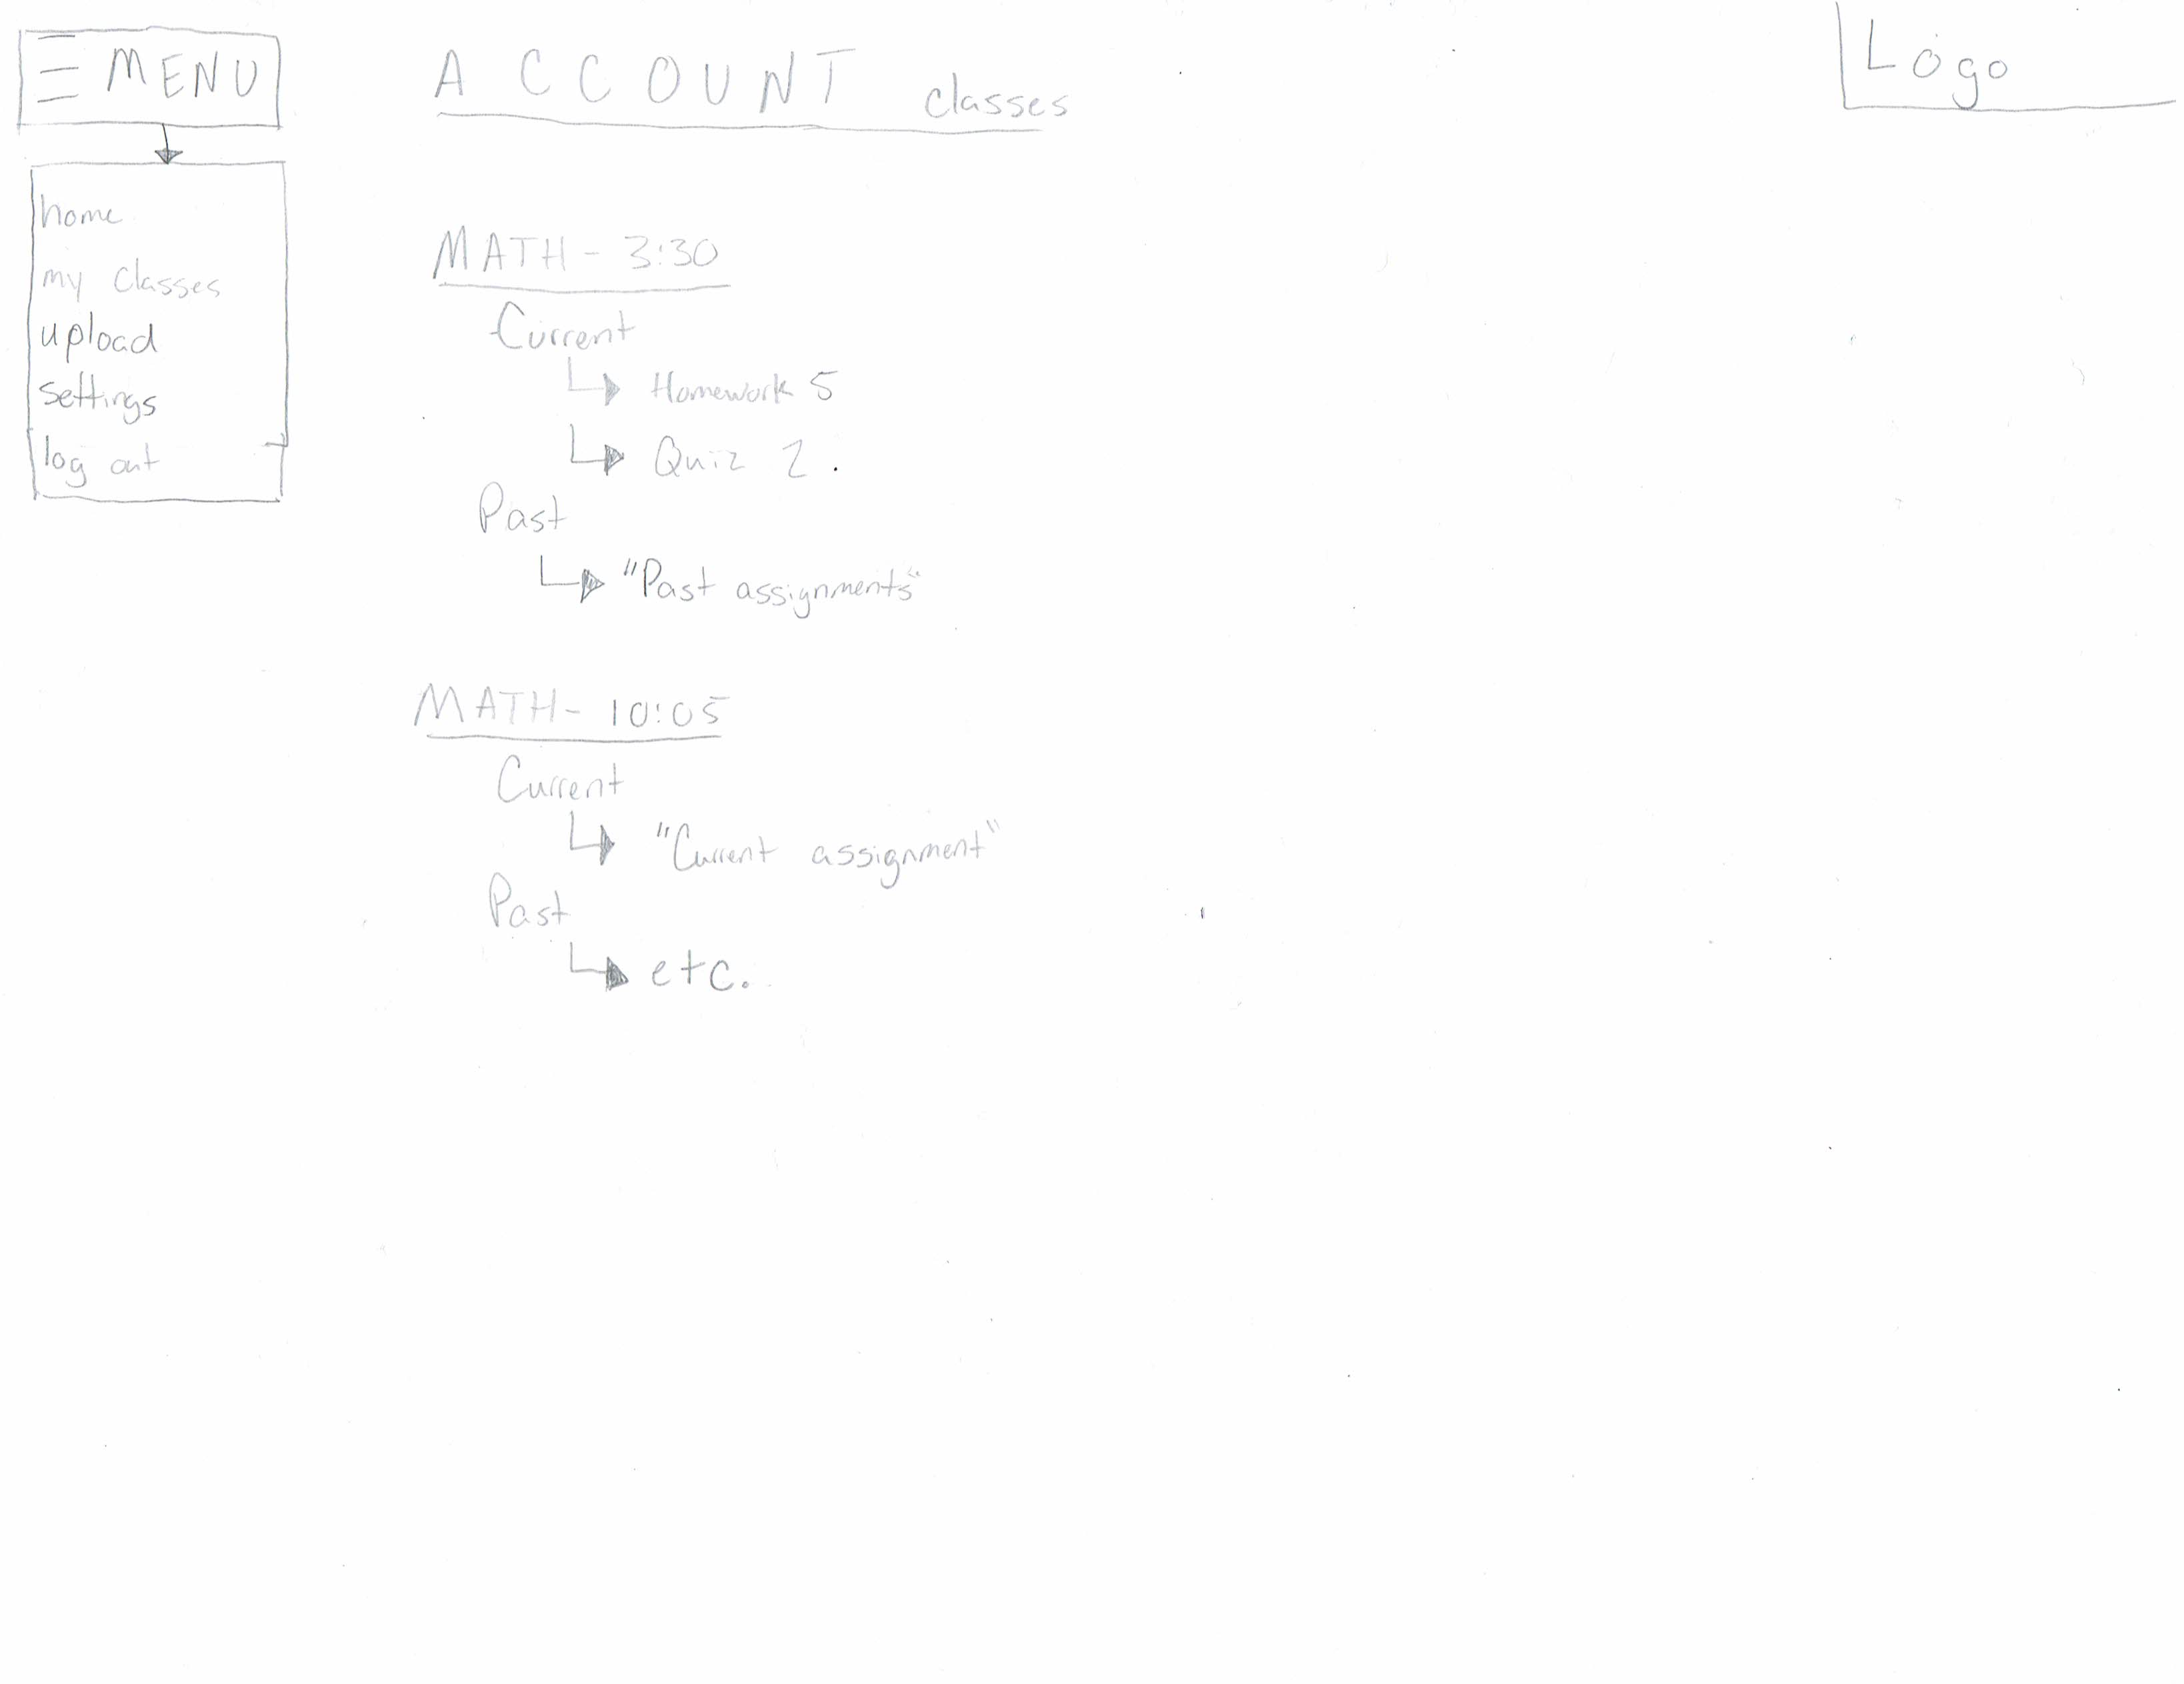 MENU
ACCOUNT classes
Logo
home
my classes
upload
settings
log out
MATH - 3:30
Current
Homework 5
Quiz 2.
Past
"Past assignments"
MATH - 10:05
Current
"Current assignment"
Past
etc.